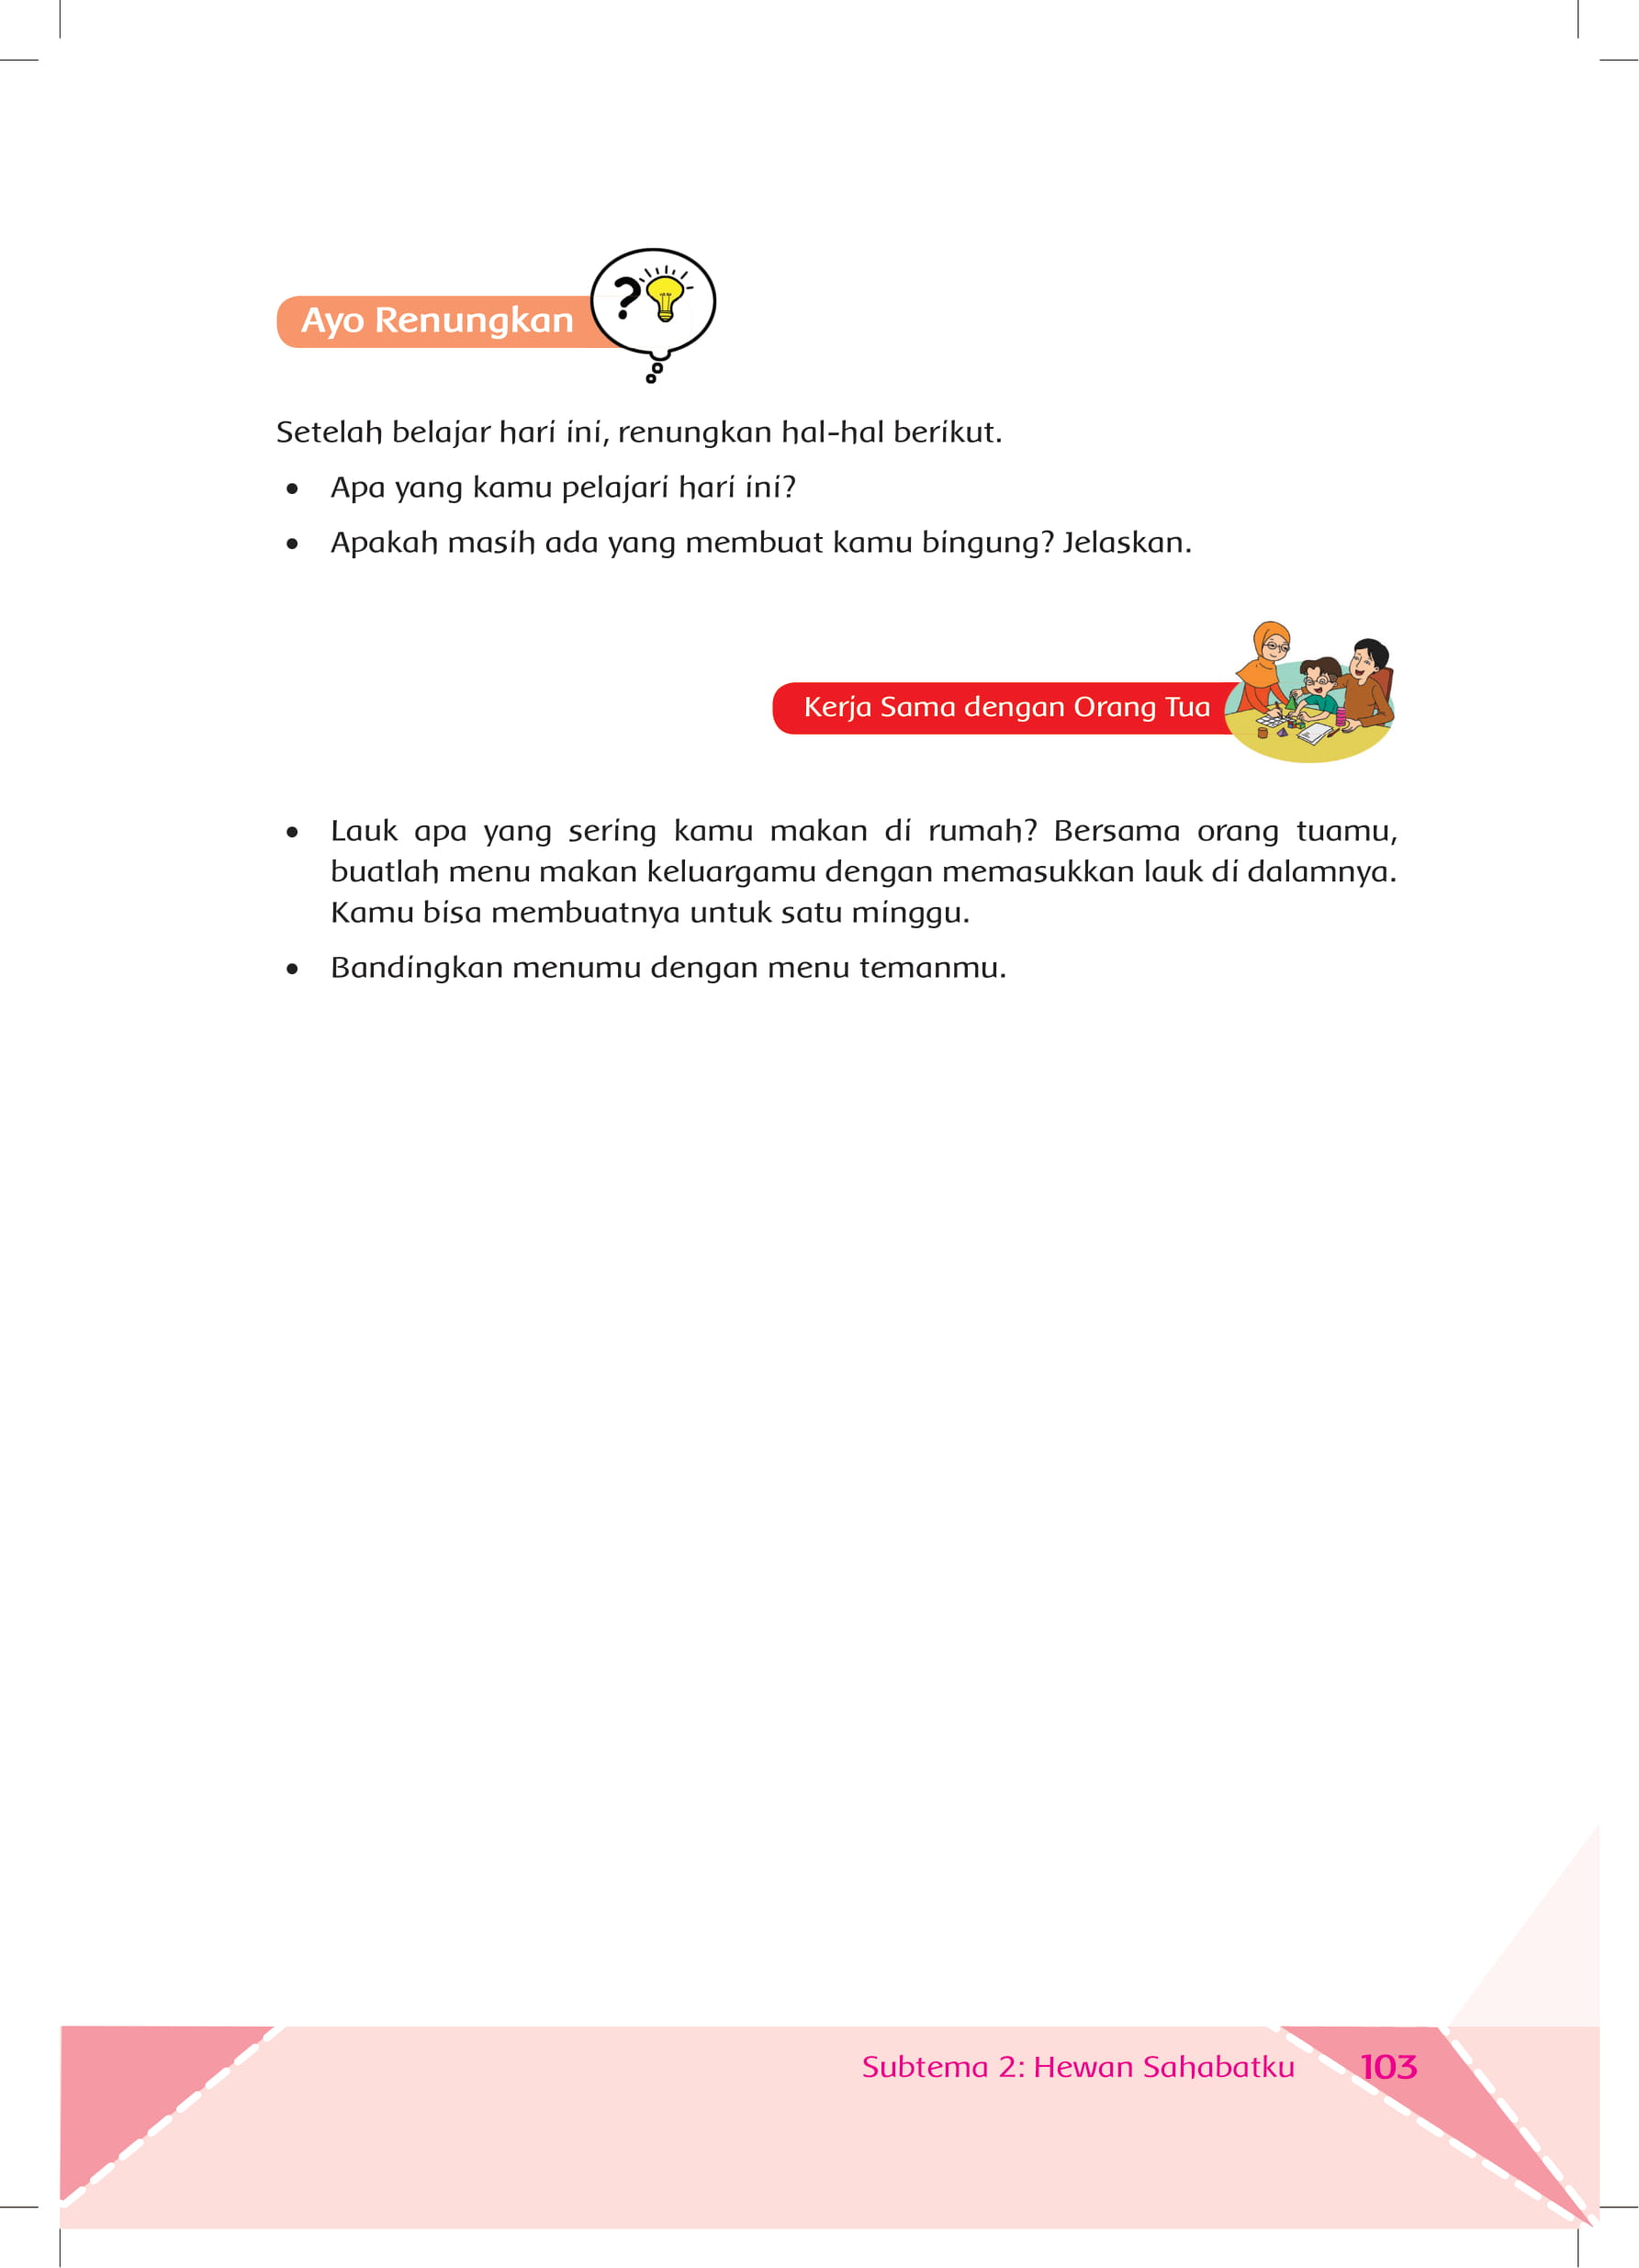 Ayo Renungkan
?
Setelah belajar hari ini, renungkan hal-hal berikut.
• Apa yang kamu pelajari hari ini?
• Apakah masih ada yang membuat kamu bingung? Jelaskan.
Kerja Sama dengan Orang Tua
• Lauk apa yang sering kamu makan di rumah? Bersama orang tuamu,
buatlah menu makan keluargamu dengan memasukkan lauk di dalamnya.
Kamu bisa membuatnya untuk satu minggu.
• Bandingkan menumu dengan menu temanmu.
Subtema 2: Hewan Sahabatku 103